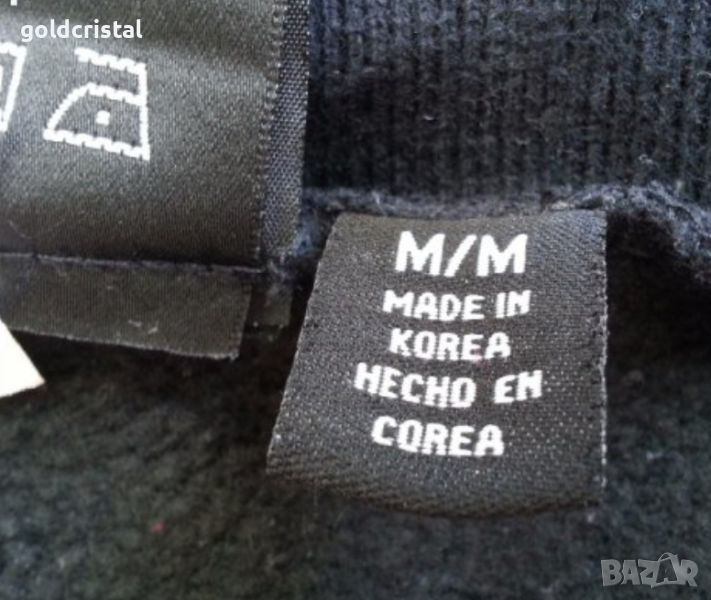 goldcristal
M/M
MADE IN
KOREA
HECHO EN
COREA
BAZAR